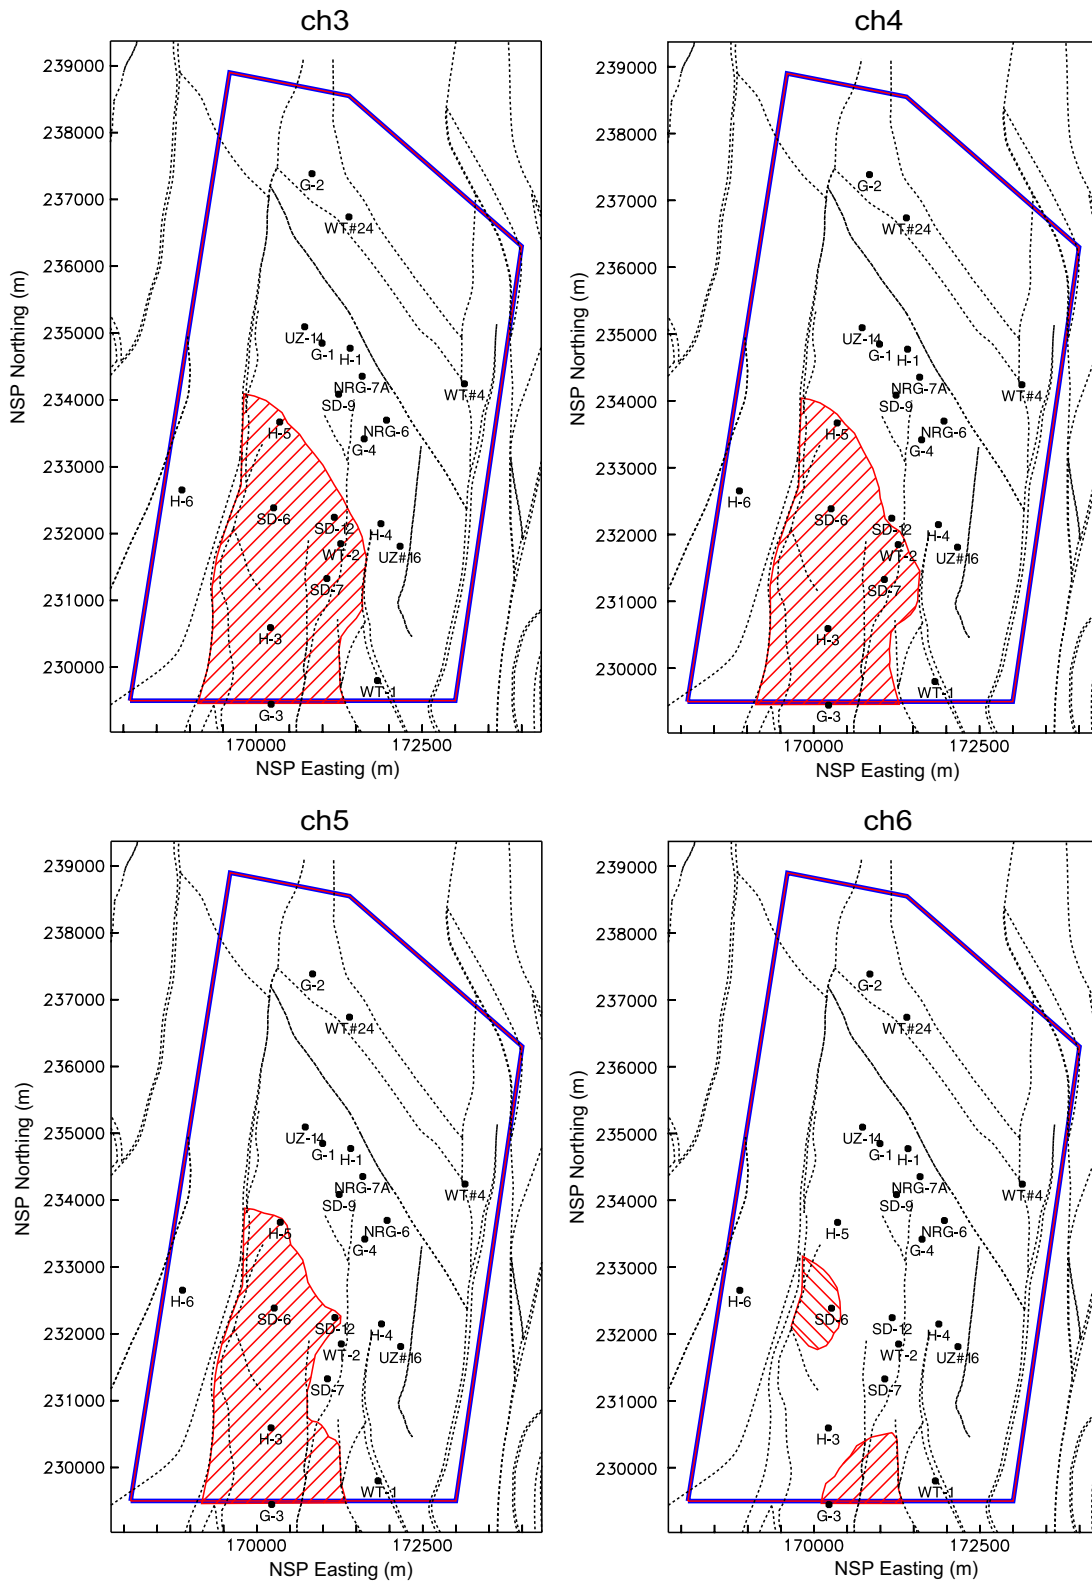 ch3
239000
238000
237000
236000
235000
234000
233000
232000
231000
230000
NSP Northing (m)
G-2
WT#24
UZ-14
G-1
H-1
NRG-7A
WT#4
SD-9
H-5
NRG-6
G-4
H-6
SD-6
SD-12
H-4
WT-2
UZ#16
SD-7
H-3
WT-1
G-3
170000 172500
NSP Easting (m)
ch4
239000
238000
237000
236000
235000
234000
233000
232000
231000
230000
NSP Northing (m)
G-2
WT#24
UZ-14
G-1
H-1
NRG-7A
WT#4
SD-9
H-5
NRG-6
G-4
H-6
SD-6
SD-12
H-4
WT-2
UZ#16
SD-7
H-3
WT-1
G-3
170000 172500
NSP Easting (m)
ch5
239000
238000
237000
236000
235000
234000
233000
232000
231000
230000
NSP Northing (m)
G-2
WT#24
UZ-14
G-1
H-1
NRG-7A
WT#4
SD-9
H-5
NRG-6
G-4
H-6
SD-6
SD-12
H-4
WT-2
UZ#16
SD-7
H-3
WT-1
G-3
170000 172500
NSP Easting (m)
ch6
239000
238000
237000
236000
235000
234000
233000
232000
231000
230000
NSP Northing (m)
G-2
WT#24
UZ-14
G-1
H-1
NRG-7A
WT#4
SD-9
H-5
NRG-6
G-4
H-6
SD-6
SD-12
H-4
WT-2
UZ#16
SD-7
H-3
WT-1
G-3
170000 172500
NSP Easting (m)